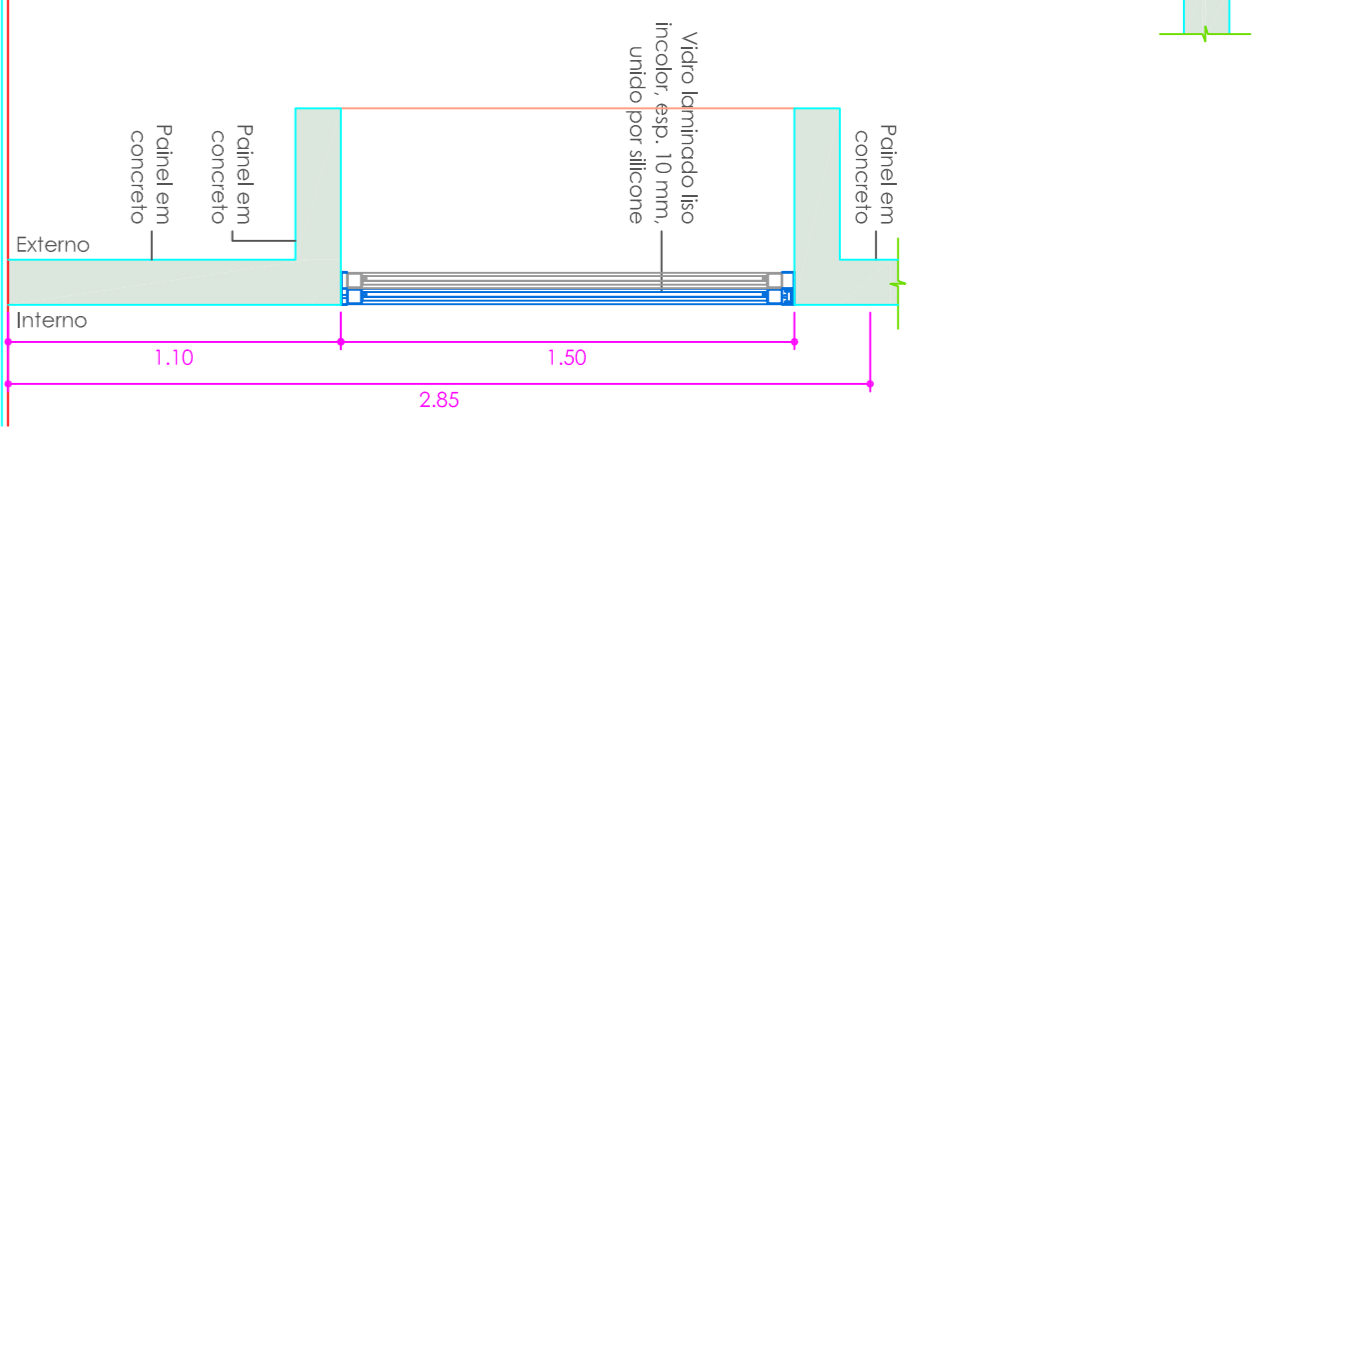 Vidro laminado liso
incolor, esp. 10 mm,
unido por silicone
Painel em
concreto
Painel em
concreto
Painel em
concreto
Externo
Interno
1.10
1.50
2.85